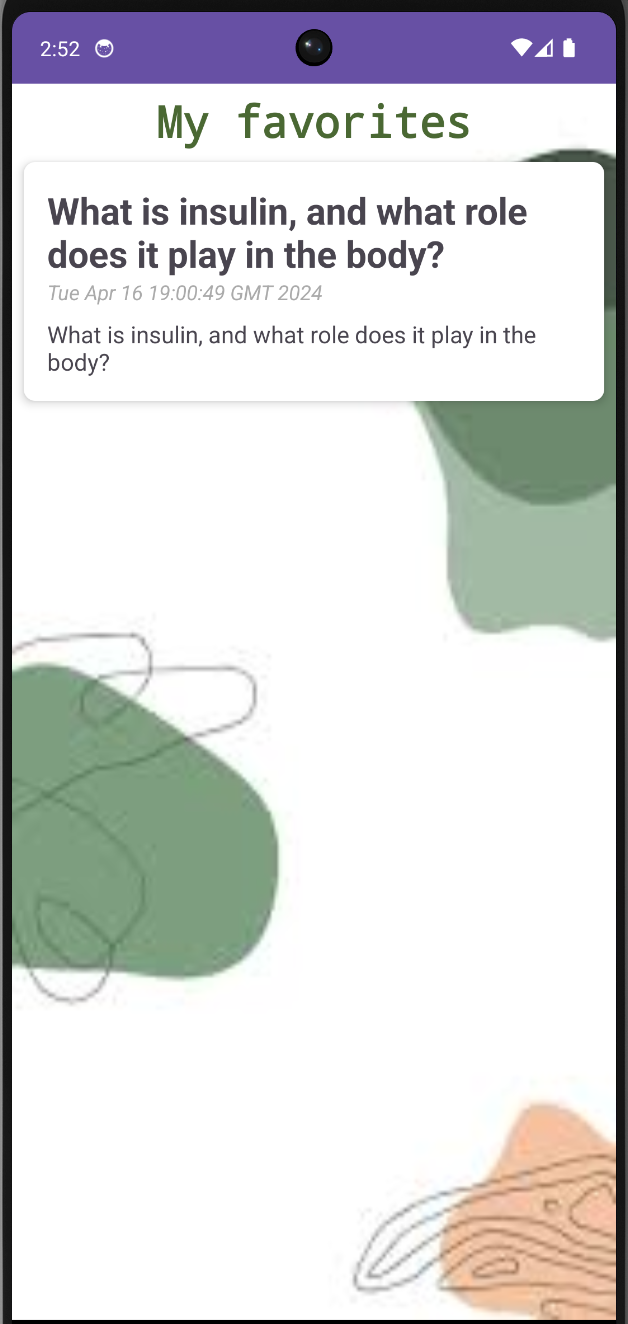 2:52
My favorites
What is insulin, and what role
does it play in the body?
Tue Apr 16 19:00:49 GMT 2024
What is insulin, and what role does it play in the
body?